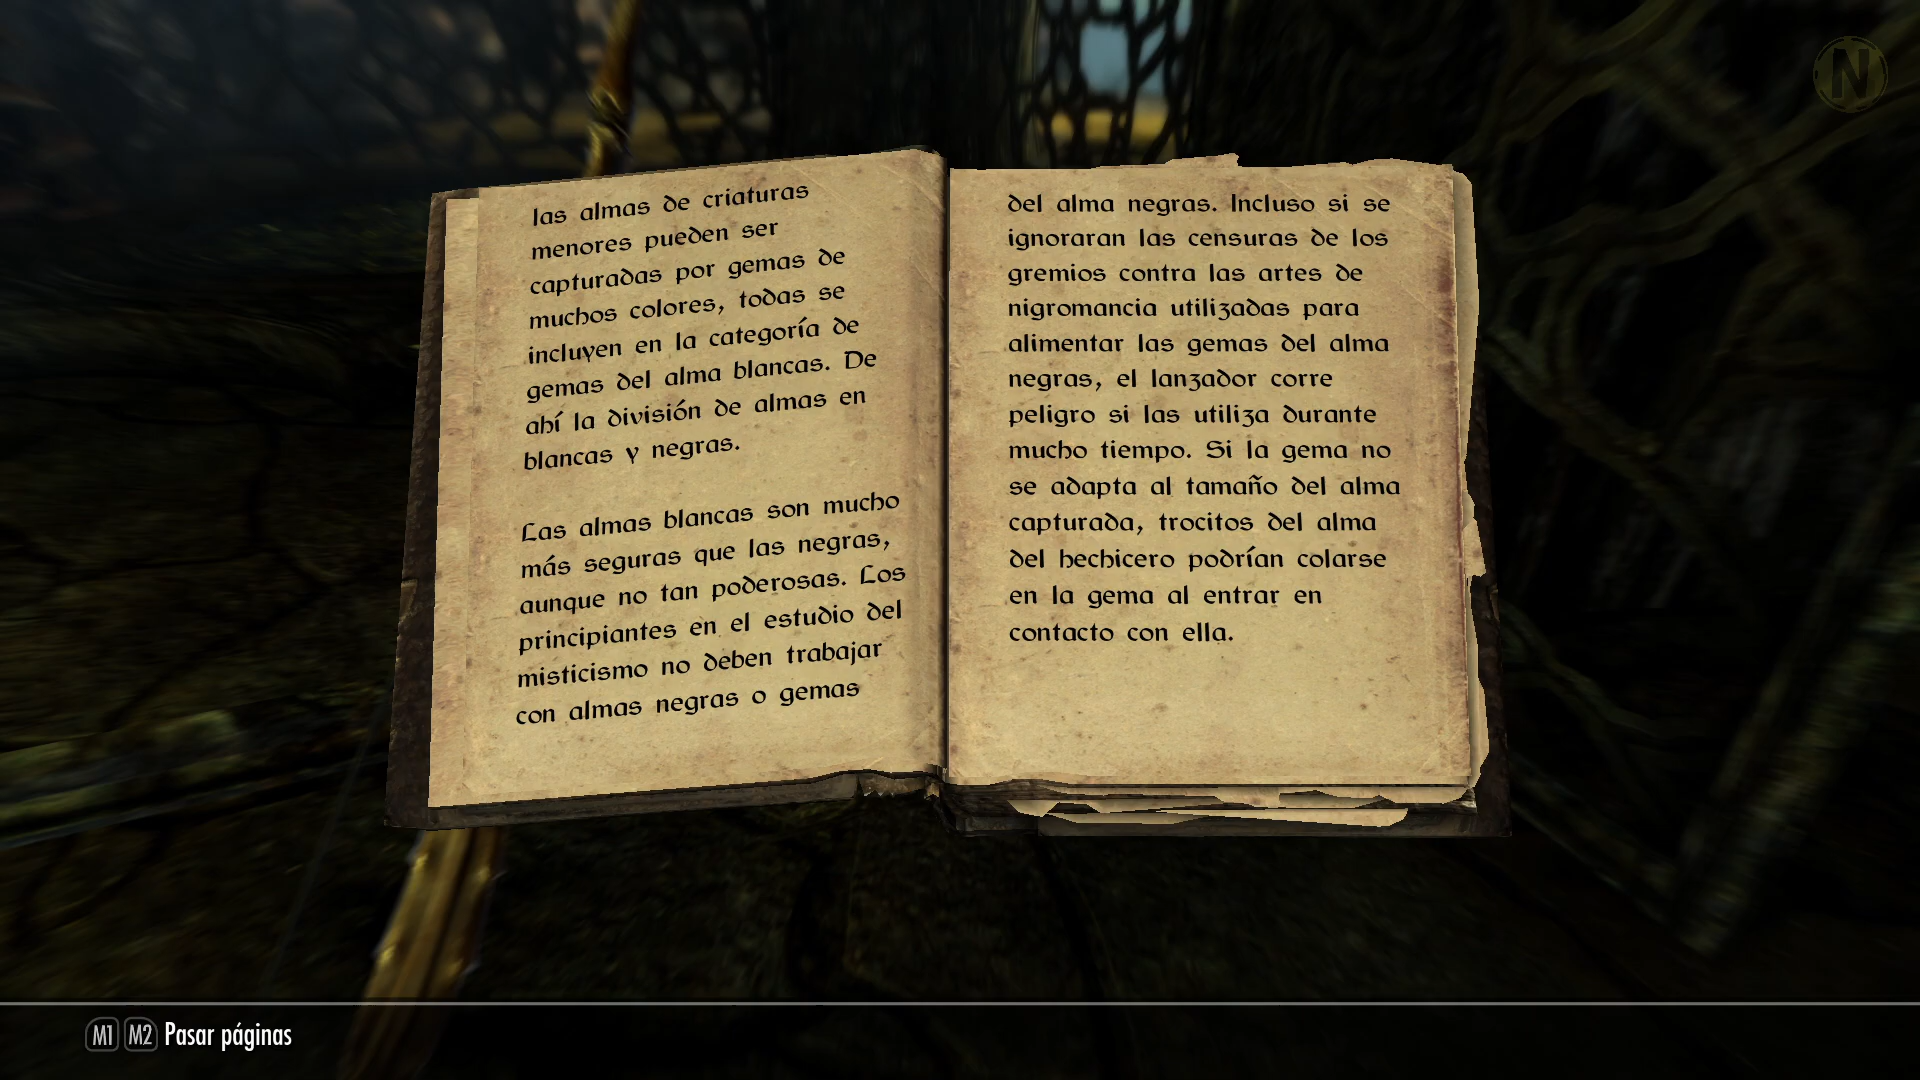 las almas de criaturas
menores pueden ser
capturadas por gemas de
muchos colores, todas se
incluyen en la categoría de
gemas del alma blancas. De
ahí la división de almas en
blancas y negras.
Las almas blancas son mucho
más seguras que las negras,
aunque no tan poderosas. Los
principiantes en el estudio del
misticismo no deben trabajar
con almas negras o gemas
del alma negras. Incluso si se
ignoraran las censuras de los
gremios contra las artes de
nigromancia utilizadas para
alimentar las gemas del alma
negras, el lanzador corre
peligro si las utiliza durante
mucho tiempo. Si la gema no
se adapta al tamaño del alma
capturada, trocitos del alma
del hechicero podrían colarse
en la gema al entrar en
contacto con ella.
N
M1 M2 Pasar páginas